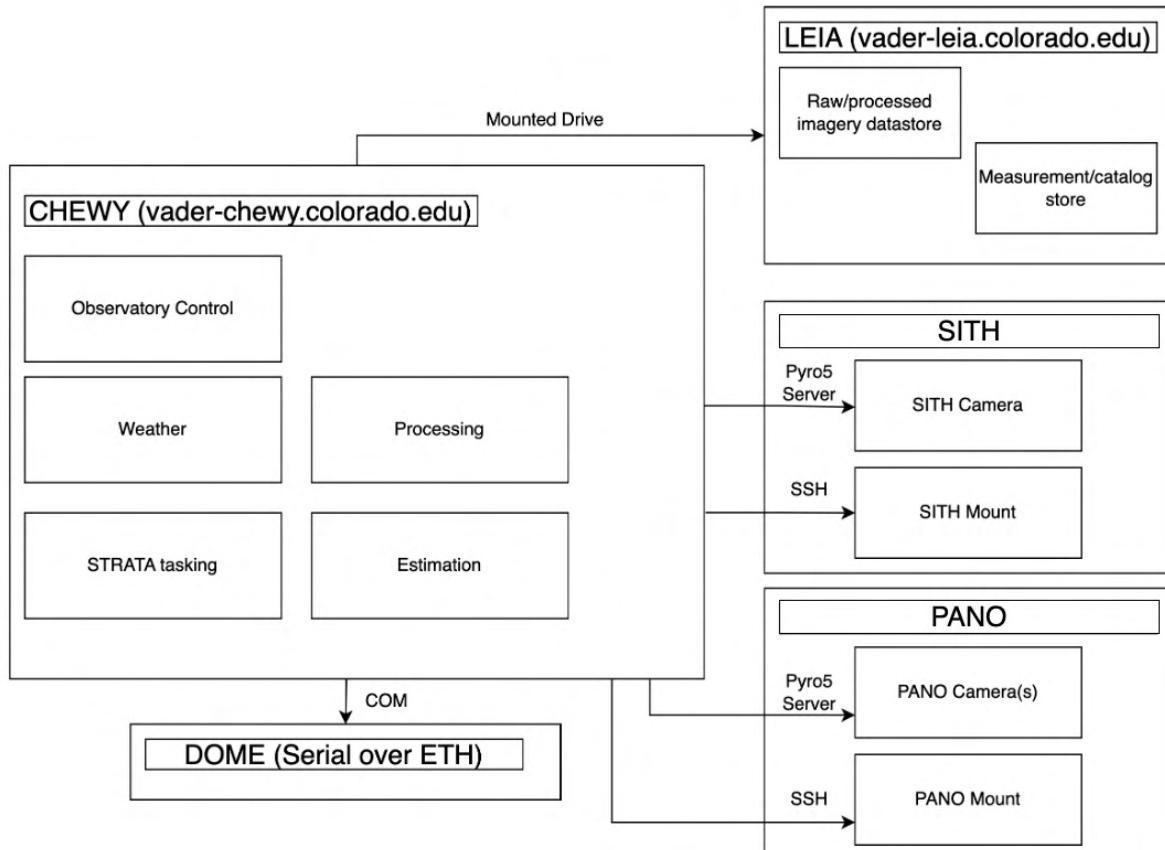 LEIA (vader-leia.colorado.edu)
Raw/processed
imagery datastore
Measurement/catalog
store
Mounted Drive
CHEWY (vader-chewy.colorado.edu)
Observatory Control
Weather
Processing
STRATA tasking
Estimation
SITH
Pyro5
Server
SITH Camera
SSH
SITH Mount
PANO
Pyro5
Server
PANO Camera(s)
SSH
PANO Mount
COM
DOME (Serial over ETH)